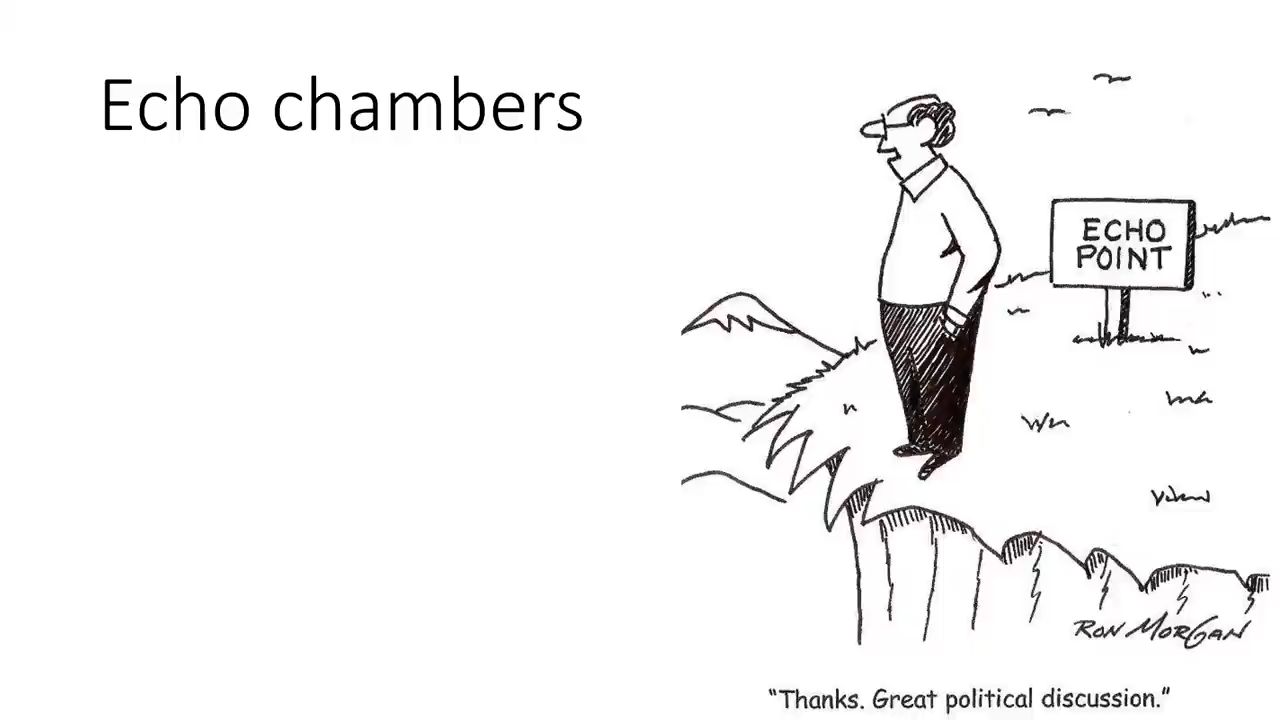 Echo chambers
ECHO
POINT
RON MORGAN
"Thanks. Great political discussion."